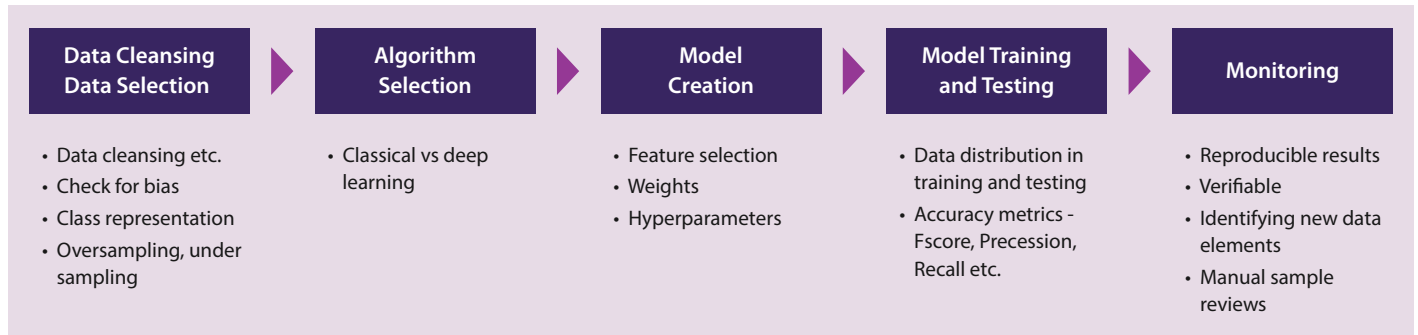 Data Cleansing
Data Selection
• Data cleansing etc.
• Check for bias
• Class representation
• Oversampling, under
sampling
Algorithm
Selection
• Classical vs deep
learning
Model
Creation
• Feature selection
• Weights
• Hyperparameters
Model Training
and Testing
• Data distribution in
training and testing
• Accuracy metrics -
Fscore, Precession,
Recall etc.
Monitoring
• Reproducible results
• Verifiable
• Identifying new data
elements
• Manual sample
reviews